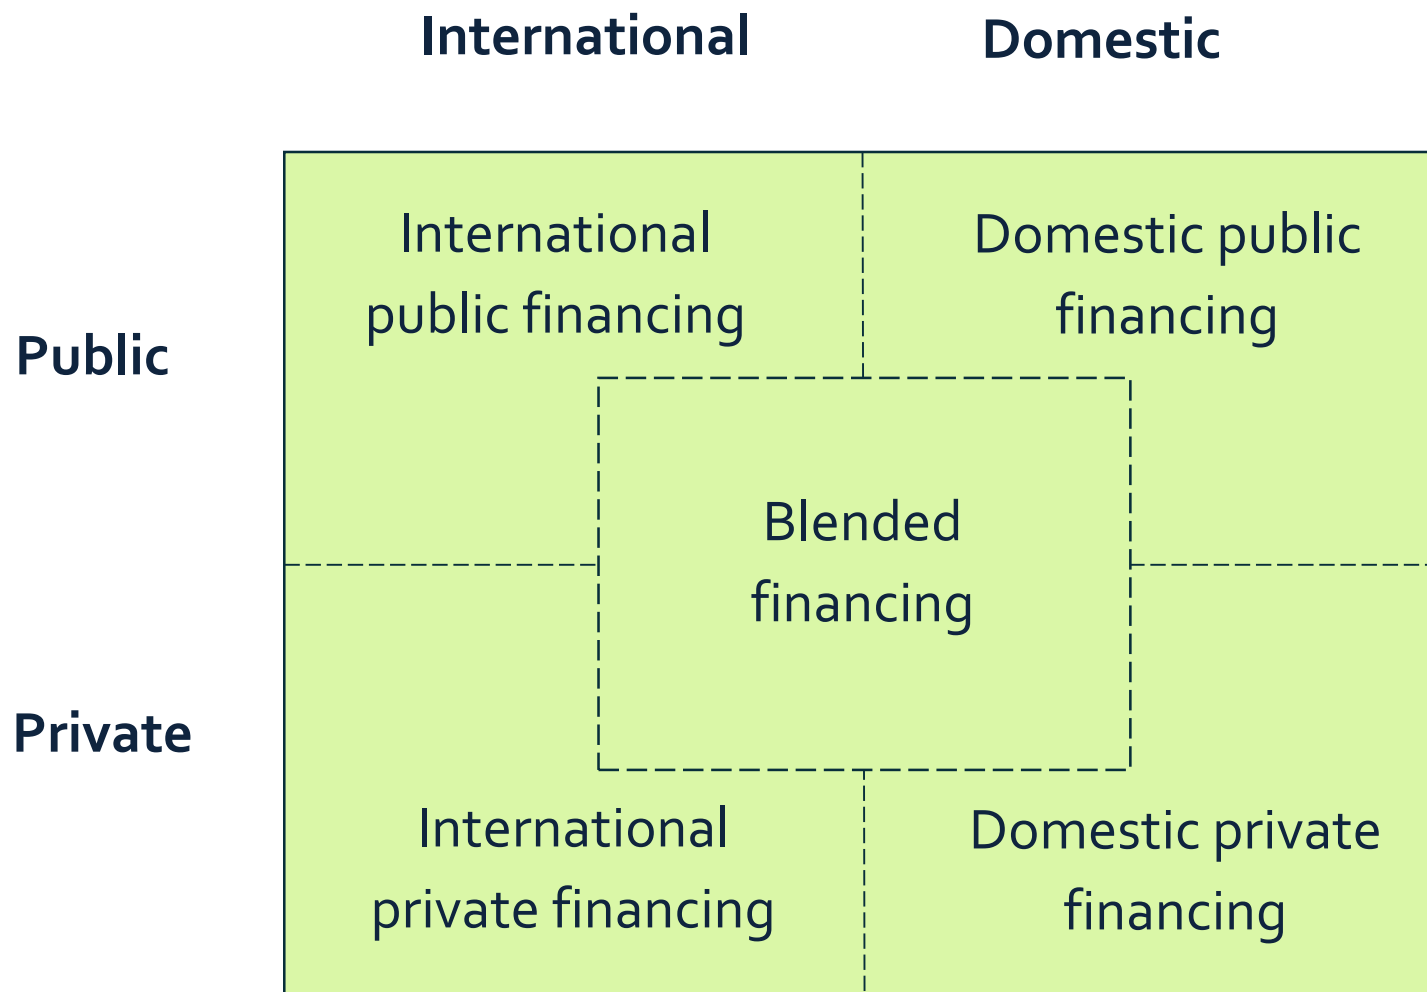 International Domestic
International Domestic public
public financing financing
Public
Blended
financing
Private
International Domestic private
private financing financing